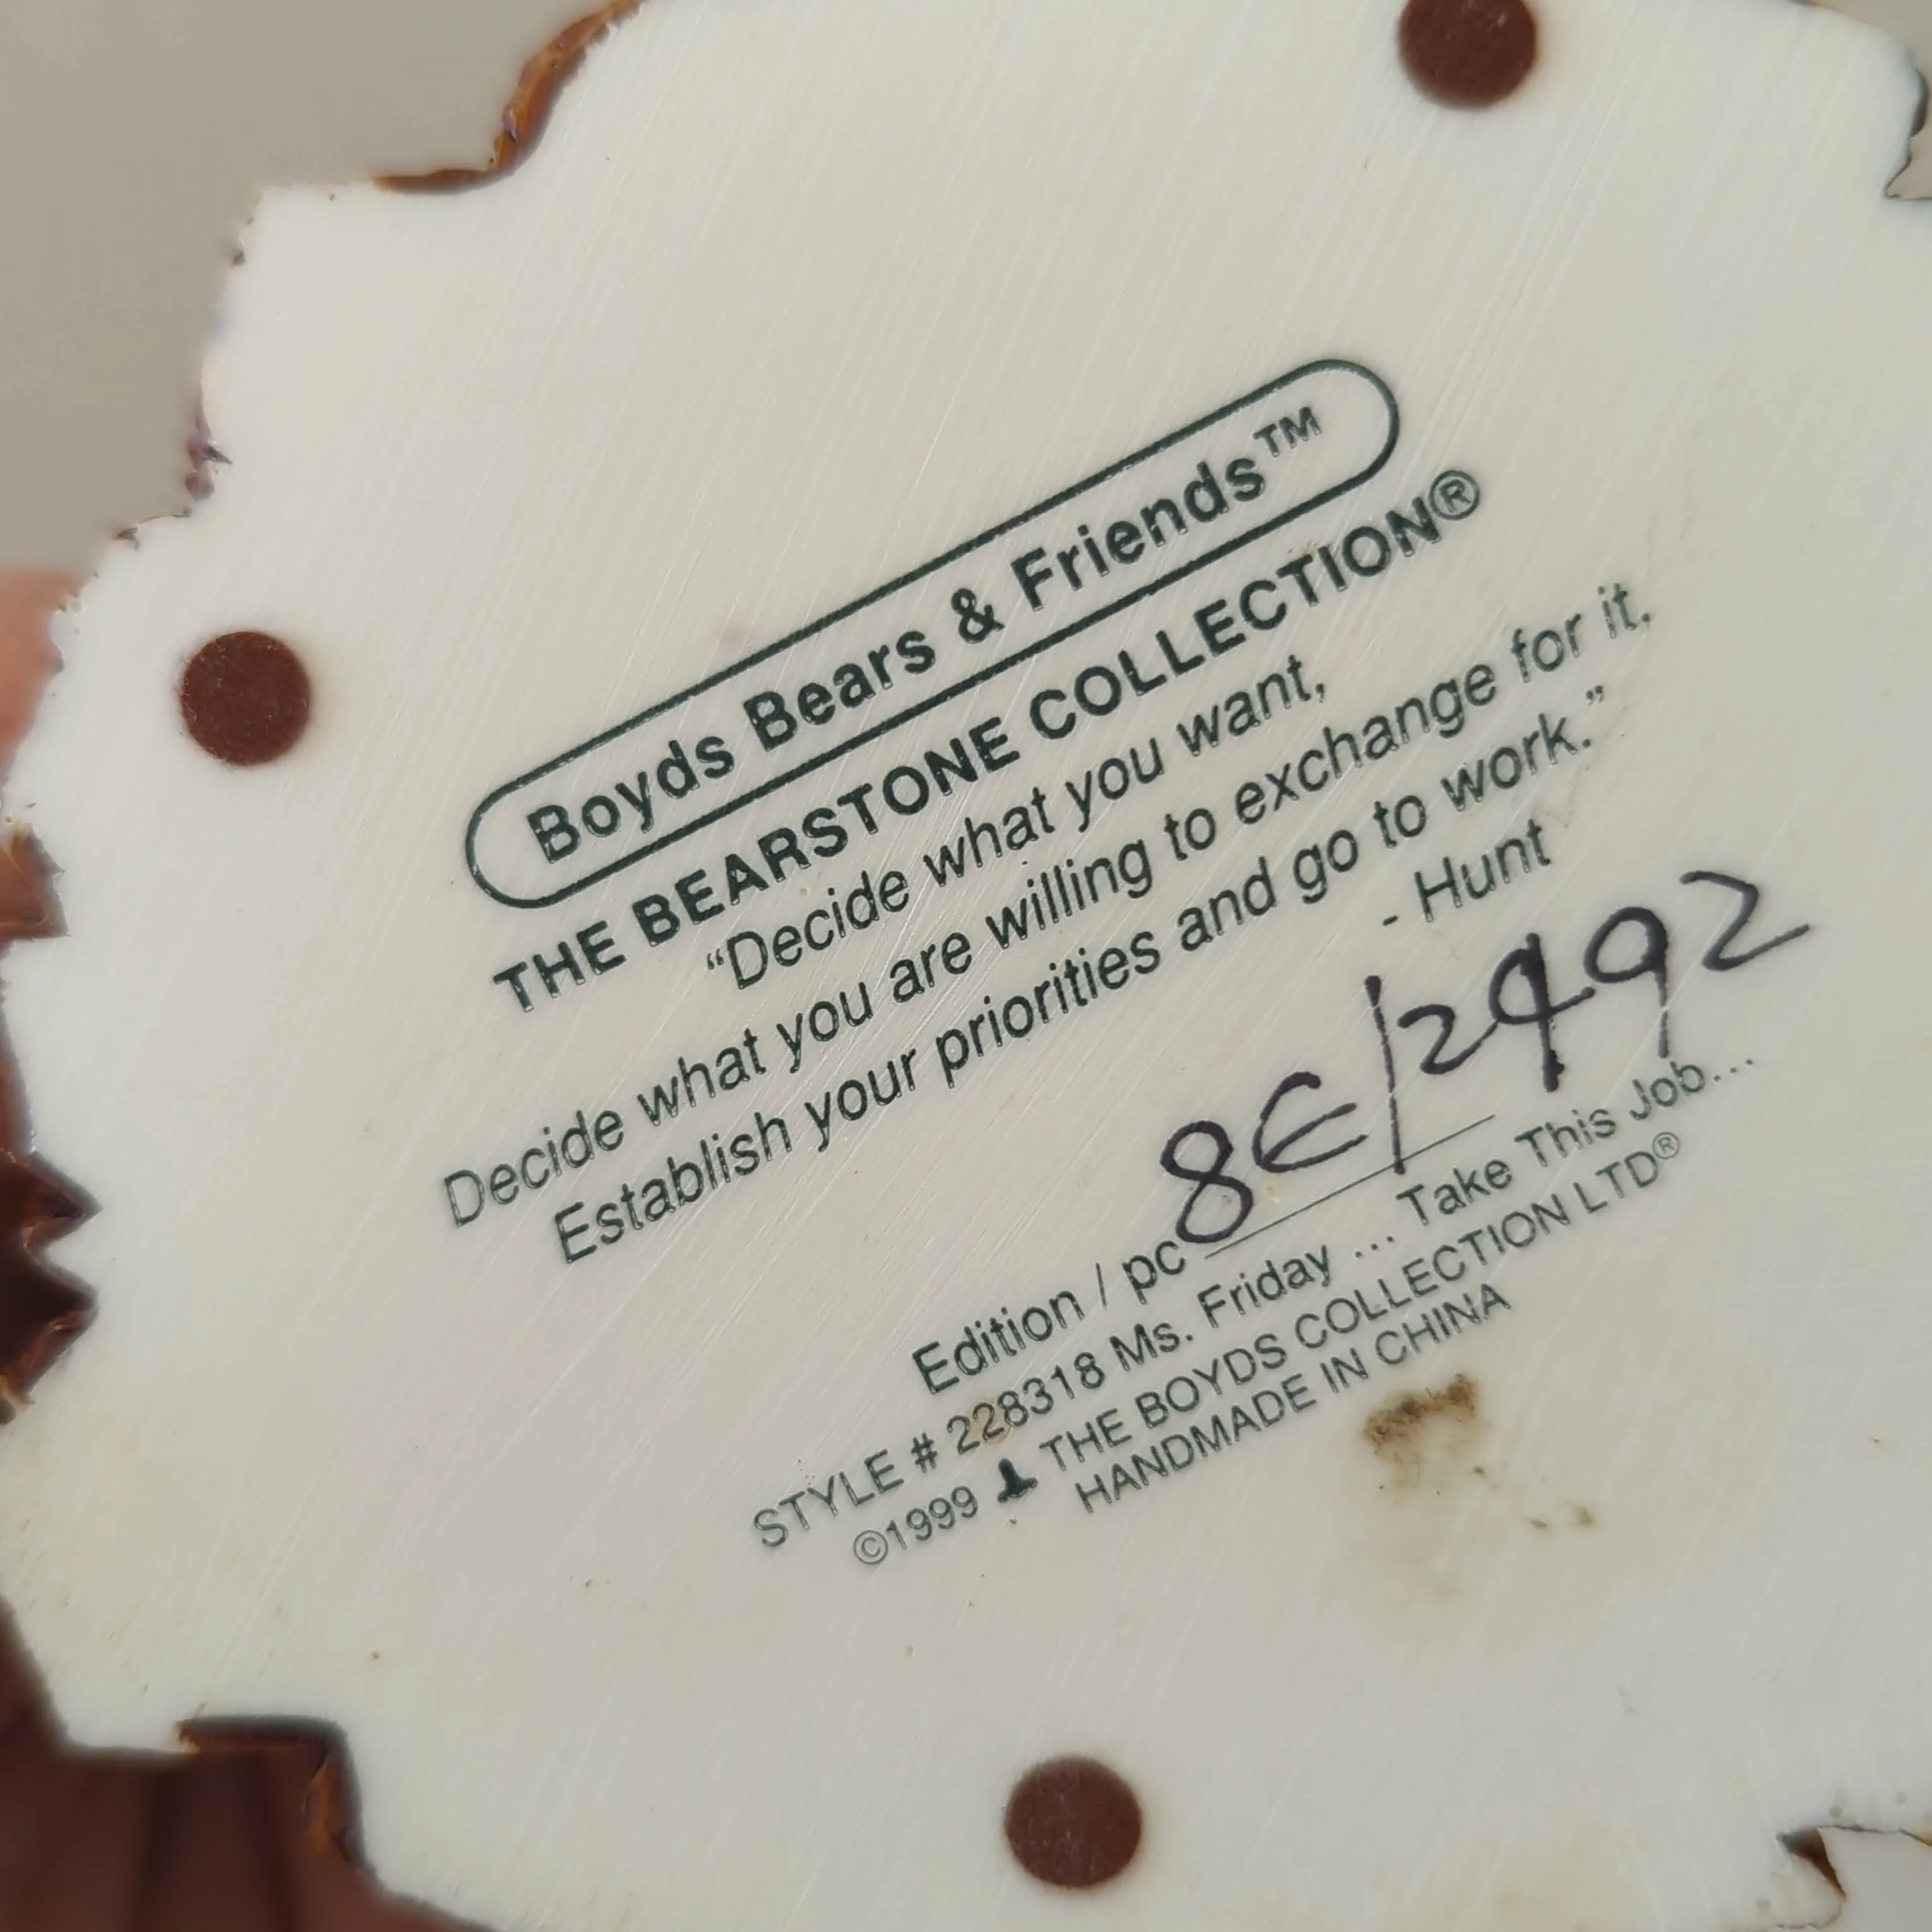 Boyds Bears & Friends™
THE BEARSTONE COLLECTION®
“Decide what you want,
Decide what you are willing to exchange for it,
Establish your priorities and go to work.”
- Hunt
Edition / pc 8E/2492
STYLE # 228318 Ms. Friday ... Take This Job...
©1999 THE BOYDS COLLECTION LTD®
HANDMADE IN CHINA